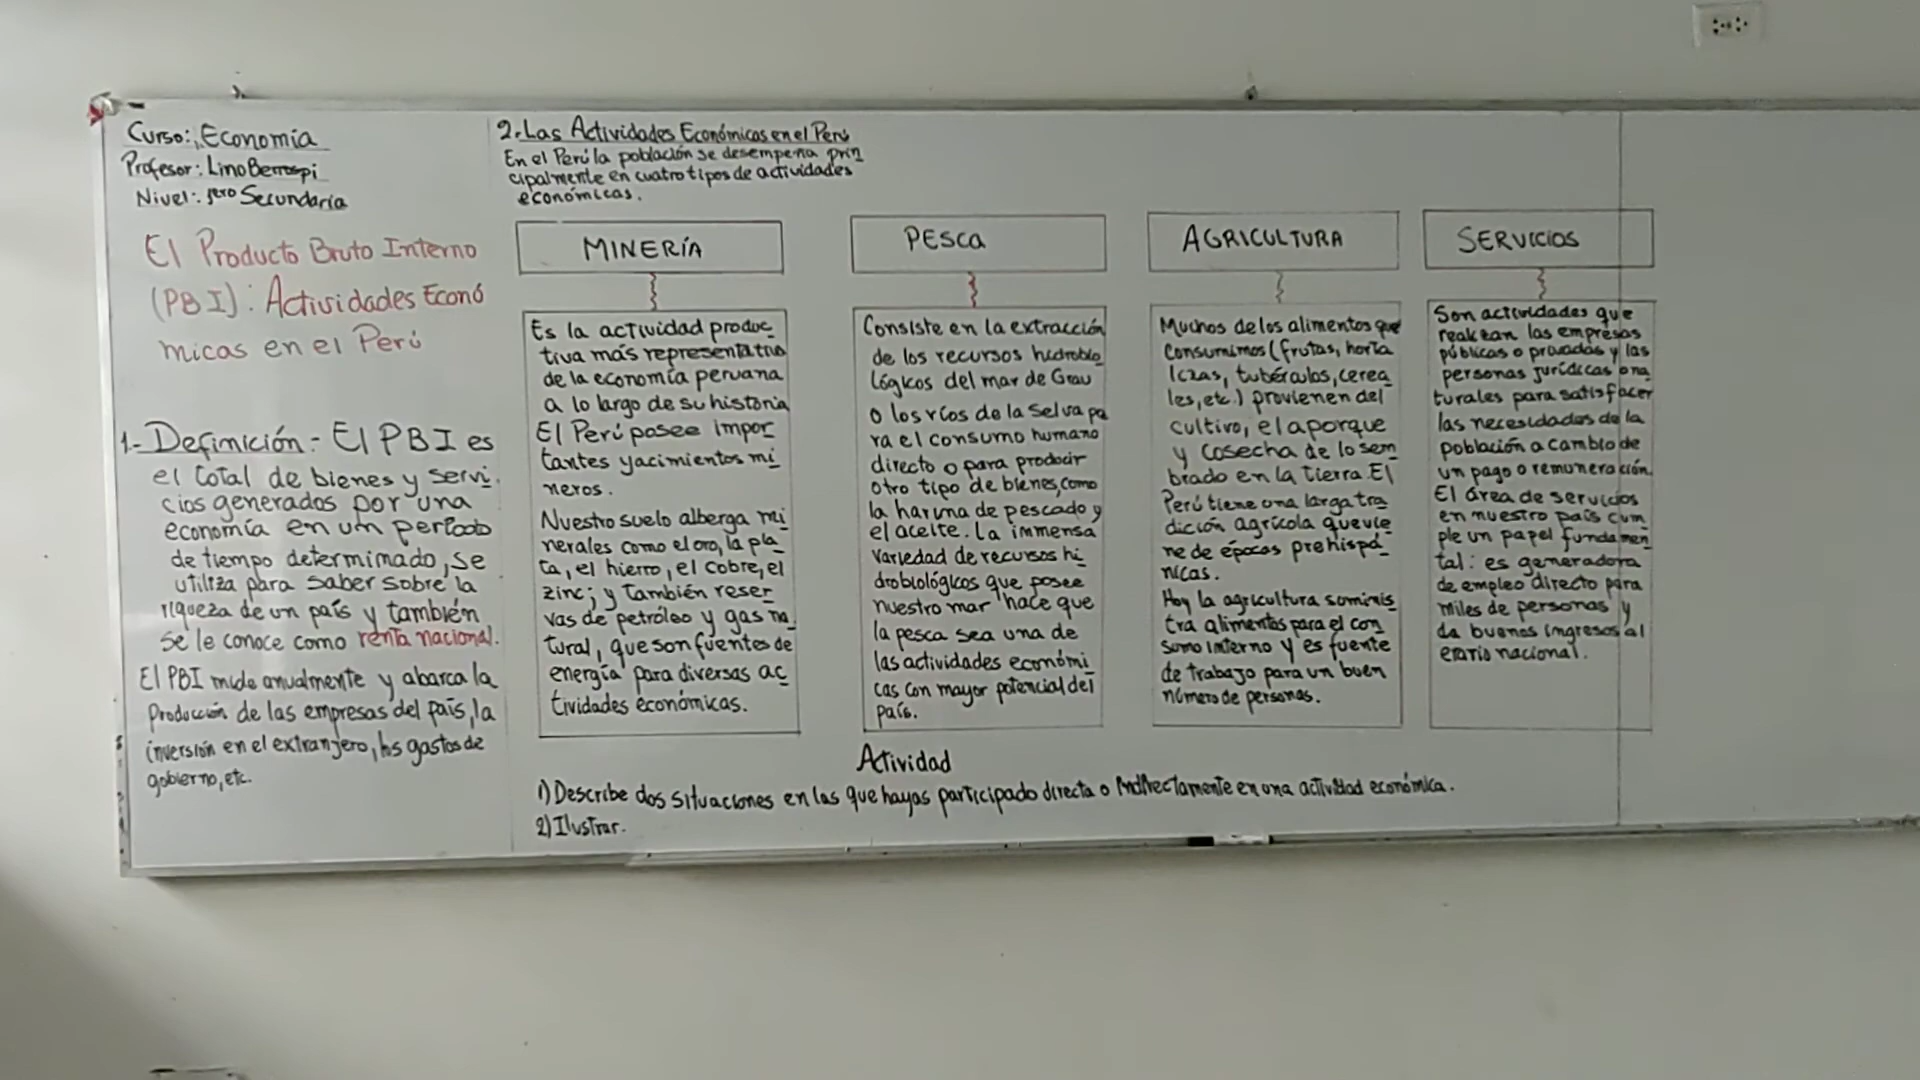 Curso: Economía
Profesor: Lino Berrospi
Nivel: 1ero Secundaria
El Producto Bruto Interno
(PBI): Actividades Econó
micas en el Perú
1.- Definición:- El PBI es
el total de bienes y servi
cios generados por una
economía en un periodo
de tiempo determinado, se
utiliza para saber sobre la
riqueza de un país y también
se le conoce como renta nacional.
El PBI mide anualmente y abarca la
Producción de las empresas del país, la
inversión en el extranjero, los gastos de
gobierno, etc.
2.- Las Actividades Económicas en el Perú
En el Perú la población se desempeña prin
cipalmente en cuatro tipos de actividades
económicas.
MINERÍA
Es la actividad produc
tiva más representativa
de la economía peruana
a lo largo de su historia
El Perú posee impor
tantes yacimientos mi
neros.
Nuestro suelo alberga mi
nerales como el oro, la pla
ta, el hierro, el cobre, el
zinc; y también reser
vas de petróleo y gas na
tural, que son fuentes de
energía para diversas ac
tividades económicas.
PESCA
Consiste en la extracción
de los recursos hidrobio
lógicos del mar de Grau
o los ríos de la selva pa
ra el consumo humano
directo o para producir
otro tipo de bienes, como
la harina de pescado y
el aceite. La immensa
variedad de recursos hi
drobiológicos que posee
nuestro mar hace que
la pesca sea una de
las actividades económi
cas con mayor potencial del
país.
AGRICULTURA
Muchos de los alimentos que
consumimos (frutas, horta
lizas, tubérculos, cerea
les, etc.) provienen del
cultivo, el aporque
y cosecha de lo sem
brado en la tierra. El
Perú tiene una larga tra
dición agrícola que vie
ne de épocas prehispá
nicas.
Hoy la agricultura suminis
tra alimentos para el con
sumo interno y es fuente
de trabajo para un buen
número de personas.
SERVICIOS
Son actividades que
realizan las empresas
públicas o privadas y las
personas jurídicas o na
turales para satisfacer
las necesidades de la
población a cambio de
un pago o remuneración.
El área de servicios
en nuestro país cum
ple un papel fundamen
tal: es generadora
de empleo directo para
miles de personas y
da buenos ingresos al
erario nacional.
Actividad
1) Describe dos situaciones en las que hayas participado directa o indirectamente en una actividad económica.
2) Ilustrar.